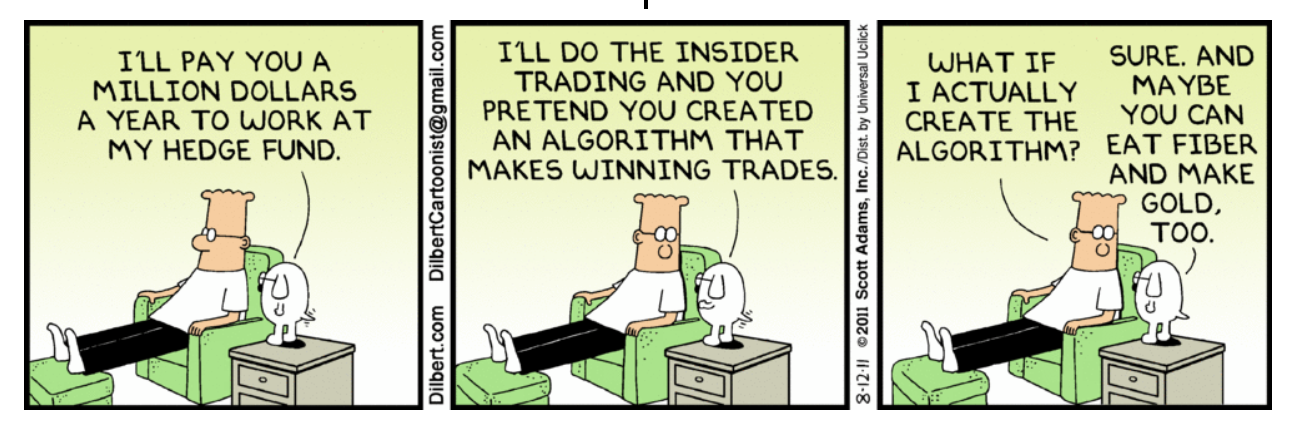 I'LL PAY YOU A
MILLION DOLLARS
A YEAR TO WORK AT
MY HEDGE FUND.
Dilbert.com DilbertCartoonist@gmail.com
I'LL DO THE INSIDER
TRADING AND YOU
PRETEND YOU CREATED
AN ALGORITHM THAT
MAKES WINNING TRADES.
8-12-11 ©2011 Scott Adams, Inc./Dist. by Universal Uclick
WHAT IF
I ACTUALLY
CREATE THE
ALGORITHM?
SURE. AND
MAYBE
YOU CAN
EAT FIBER
AND MAKE
GOLD,
TOO.